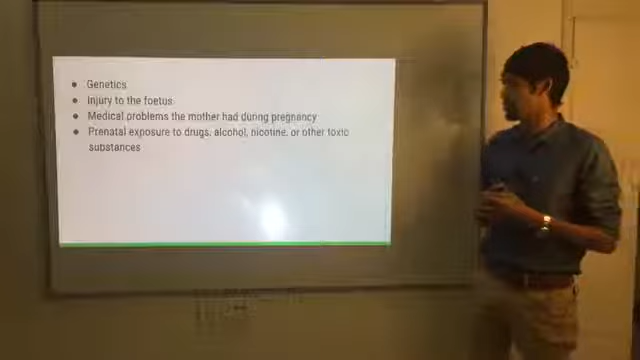 ● Genetics
● Injury to the foetus
● Medical problems the mother had during pregnancy
● Prenatal exposure to drugs, alcohol, nicotine, or other toxic
substances